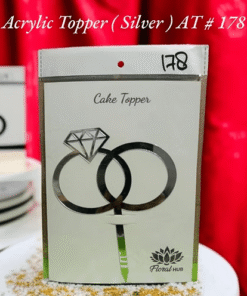 Acrylic Topper ( Silver ) AT # 178
178
Cake Topper
Floral HUB